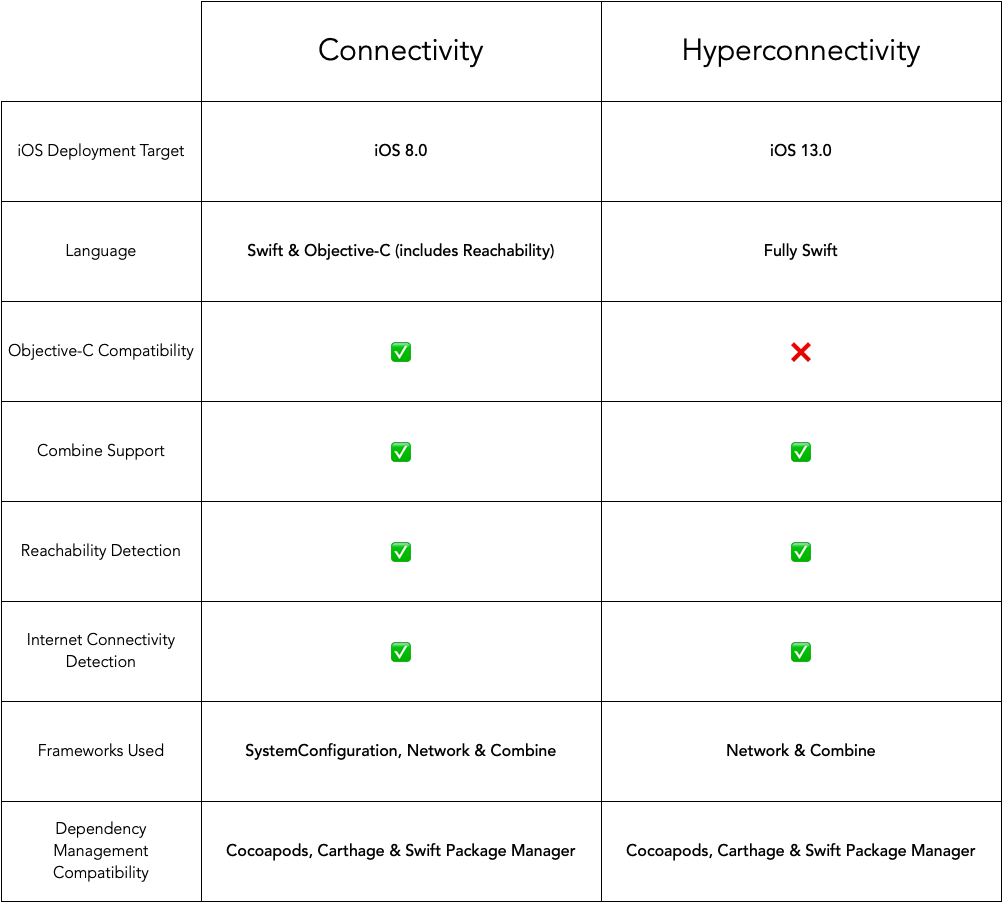 Connectivity
Hyperconnectivity
iOS Deployment Target
iOS 8.0
iOS 13.0
Language
Swift & Objective-C (includes Reachability)
Fully Swift
Objective-C Compatibility
✅
❌
Combine Support
✅
✅
Reachability Detection
✅
✅
Internet Connectivity
Detection
✅
✅
Frameworks Used
SystemConfiguration, Network & Combine
Network & Combine
Dependency
Management
Compatibility
Cocoapods, Carthage & Swift Package Manager
Cocoapods, Carthage & Swift Package Manager